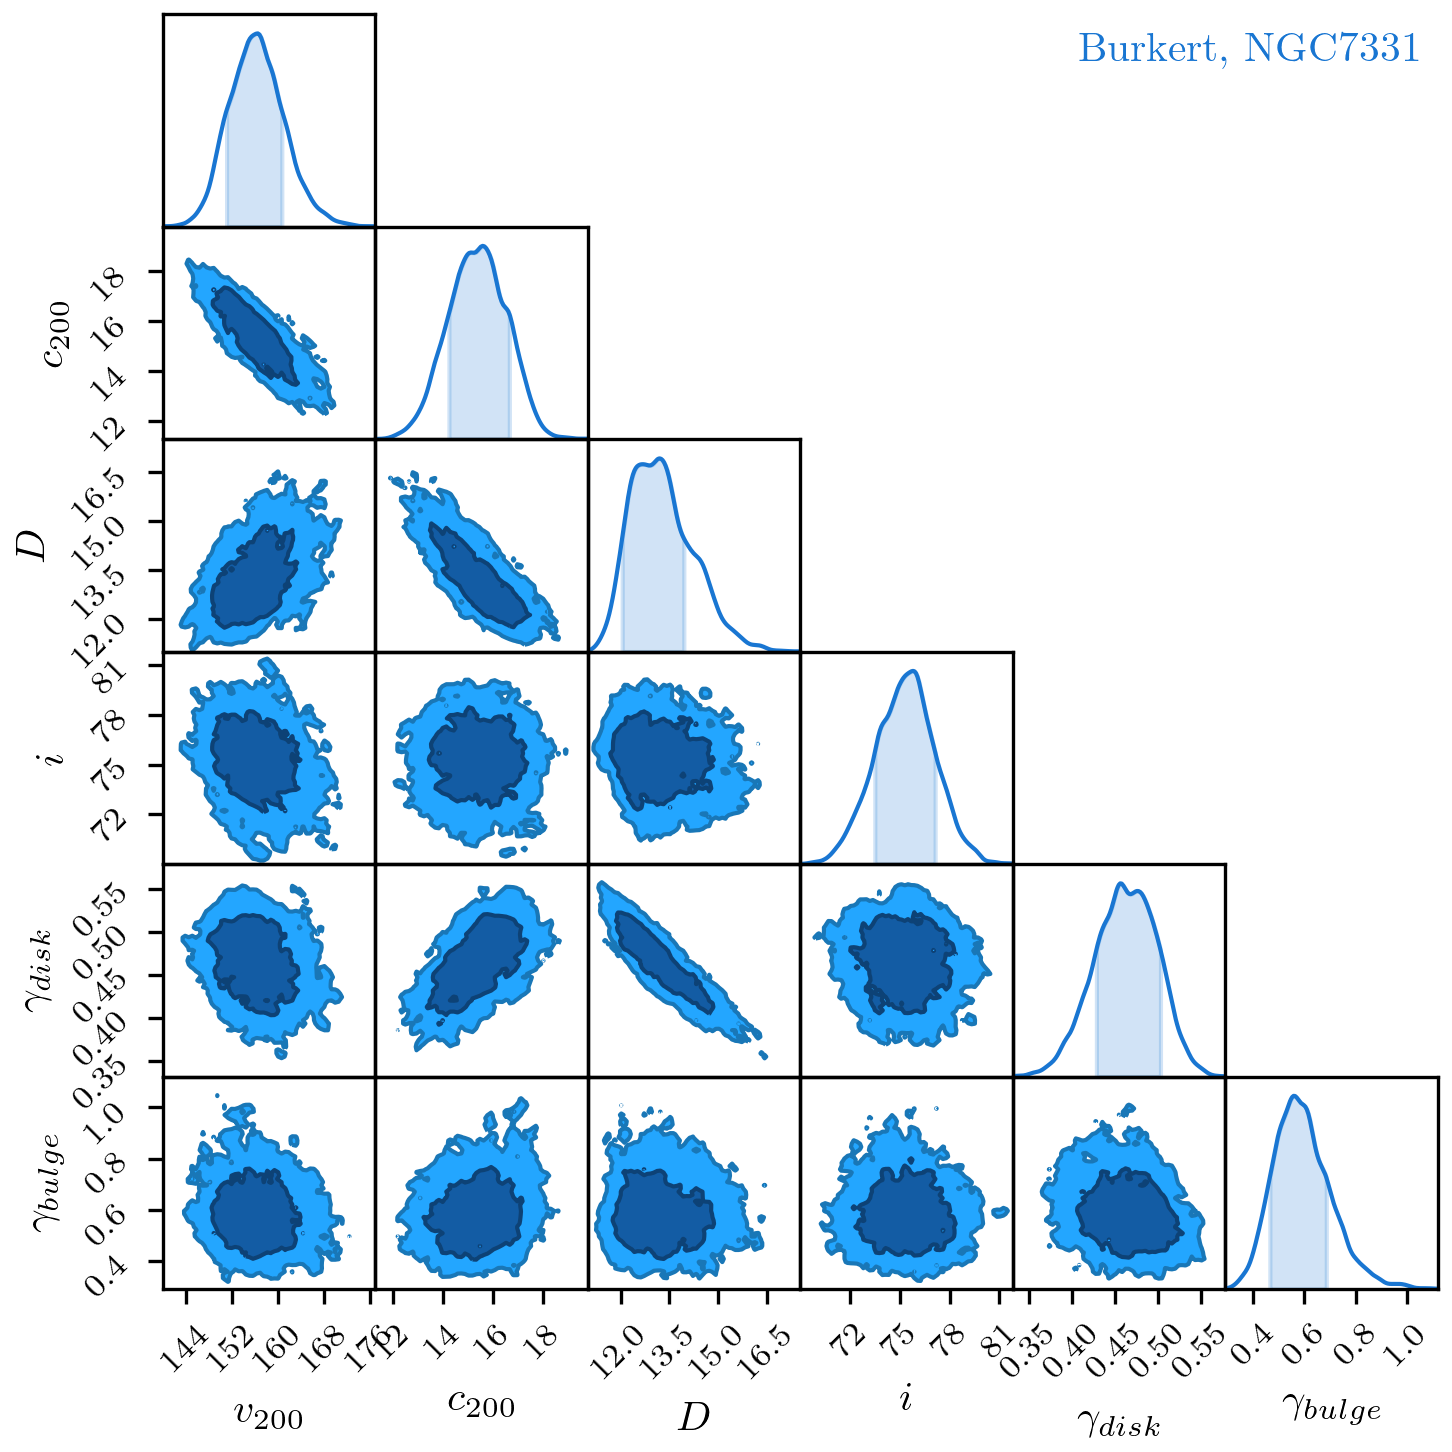 Burkert, NGC7331
c200
18
16
14
12
D
16.5
15.0
13.5
12.0
i
81
78
75
72
γdisk
0.55
0.50
0.45
0.40
0.35
γbulge
1.0
0.8
0.6
0.4
144 152 160 168 176
12 14 16 18
12.0 13.5 15.0 16.5
72 75 78 81
0.35 0.40 0.45 0.50 0.55
0.4 0.6 0.8 1.0
v200 c200 D i γdisk γbulge